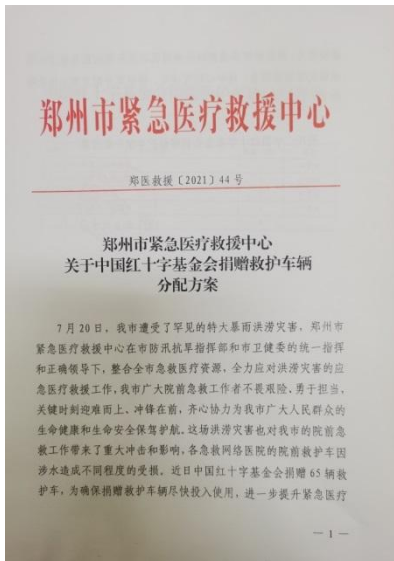 郑州市紧急医疗救援中心
郑医救援〔2021〕44号
郑州市紧急医疗救援中心
关于中国红十字基金会捐赠救护车辆
分配方案
7月20日，我市遭受了罕见的特大暴雨洪涝灾害，郑州市
紧急医疗救援中心在市防汛抗旱指挥部和市卫健委的统一指挥
和正确领导下，整合全市急救医疗资源，全力应对洪涝灾害的应
急医疗救援工作，我市广大院前急救工作者不畏艰险、勇于担当，
关键时刻迎难而上、冲锋在前，齐心协力为我市广大人民群众的
生命健康和生命安全保驾护航。这场洪涝灾害也对我市的院前急
救工作带来了重大冲击和影响，各急救网络医院的院前救护车因
涉水造成不同程度的受损。近日中国红十字基金会捐赠65辆救
护车，为确保捐赠救护车辆尽快投入使用，进一步提升紧急医疗
— 1 —